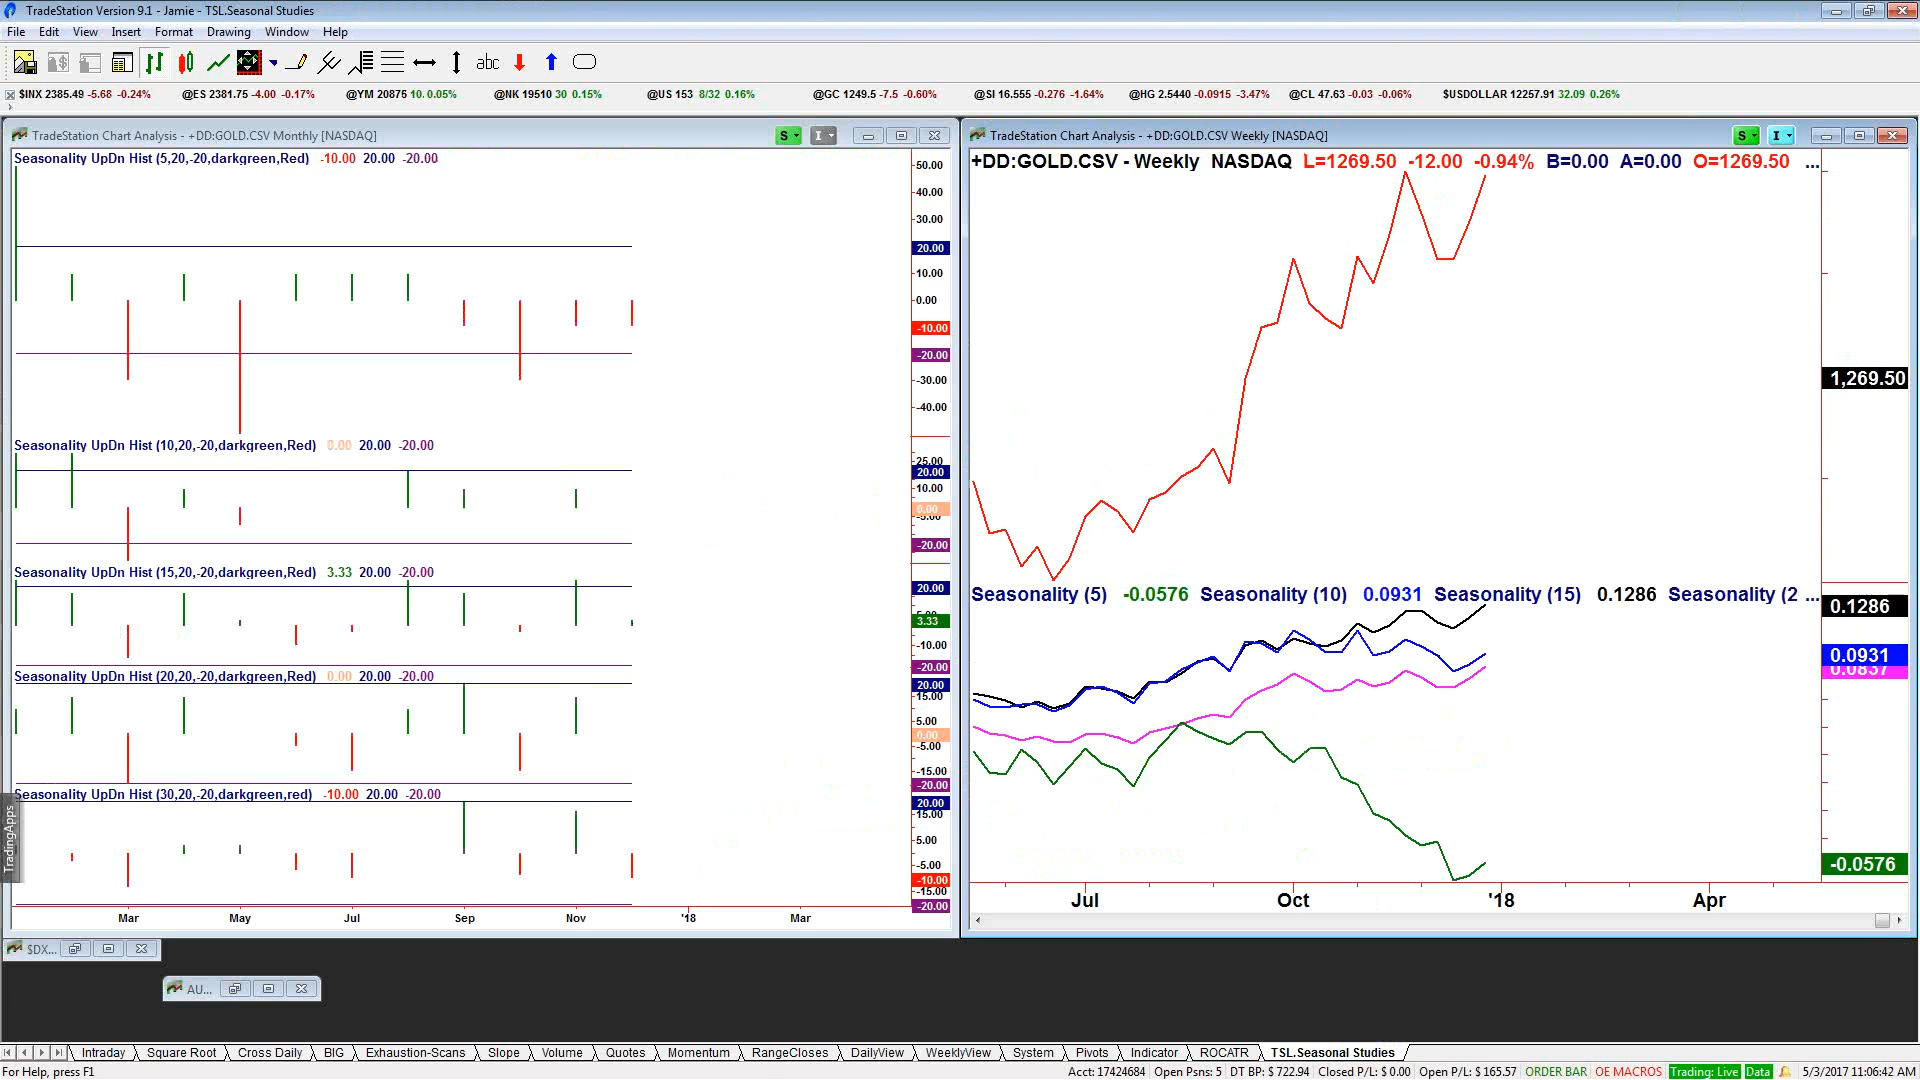 TradeStation Version 9.1 - Jamie - TSL.Seasonal Studies
File Edit View Insert Format Drawing Window Help
abc
$INX 2385.49 -5.68 -0.24% @ES 2381.75 -4.00 -0.17% @YM 20876 10. 0.05% @NK 19510 30 0.15% @US 153 8/32 0.16% @GC 1249.5 -7.5 -0.60% @SI 16.555 -0.276 -1.64% @HG 2.5440 -0.0915 -3.47% @CL 47.63 -0.03 -0.06% $USDOLLAR 12257.91 32.09 0.26%
TradeStation Chart Analysis - +DD:GOLD.CSV Monthly [NASDAQ]
S I
Seasonality UpDn Hist (5,20,-20,darkgreen,Red) -10.00 20.00 -20.00
50.00
40.00
30.00
20.00
10.00
0.00
-10.00
-20.00
-30.00
-40.00
Seasonality UpDn Hist (10,20,-20,darkgreen,Red) 0.00 20.00 -20.00
25.00
20.00
10.00
0.00
-5.00
-20.00
Seasonality UpDn Hist (15,20,-20,darkgreen,Red) 3.33 20.00 -20.00
20.00
3.33
-10.00
-20.00
Seasonality UpDn Hist (20,20,-20,darkgreen,Red) 0.00 20.00 -20.00
20.00
15.00
5.00
0.00
-5.00
-15.00
-20.00
Seasonality UpDn Hist (30,20,-20,darkgreen,red) -10.00 20.00 -20.00
20.00
15.00
5.00
-5.00
-10.00
-15.00
-20.00
Mar May Jul Sep Nov '18 Mar
TradingApps
TradeStation Chart Analysis - +DD:GOLD.CSV Weekly [NASDAQ]
S I
+DD:GOLD.CSV - Weekly NASDAQ L=1269.50 -12.00 -0.94% B=0.00 A=0.00 O=1269.50 ...
1,269.50
Seasonality (5) -0.0576 Seasonality (10) 0.0931 Seasonality (15) 0.1286 Seasonality (2 ...
0.1286
0.0931
0.0837
-0.0576
Jul Oct '18 Apr
$DX...
AU...
Intraday Square Root Cross Daily BIG Exhaustion-Scans Slope Volume Quotes Momentum RangeCloses DailyView WeeklyView System Pivots Indicator ROCATR TSL.Seasonal Studies
For Help, press F1 Acct: 17424684 Open Psns: 5 DT BP: $ 722.94 Closed P/L: $ 0.00 Open P/L: $ 165.57 ORDER BAR OE MACROS Trading: Live Data 5/3/2017 11:06:42 AM